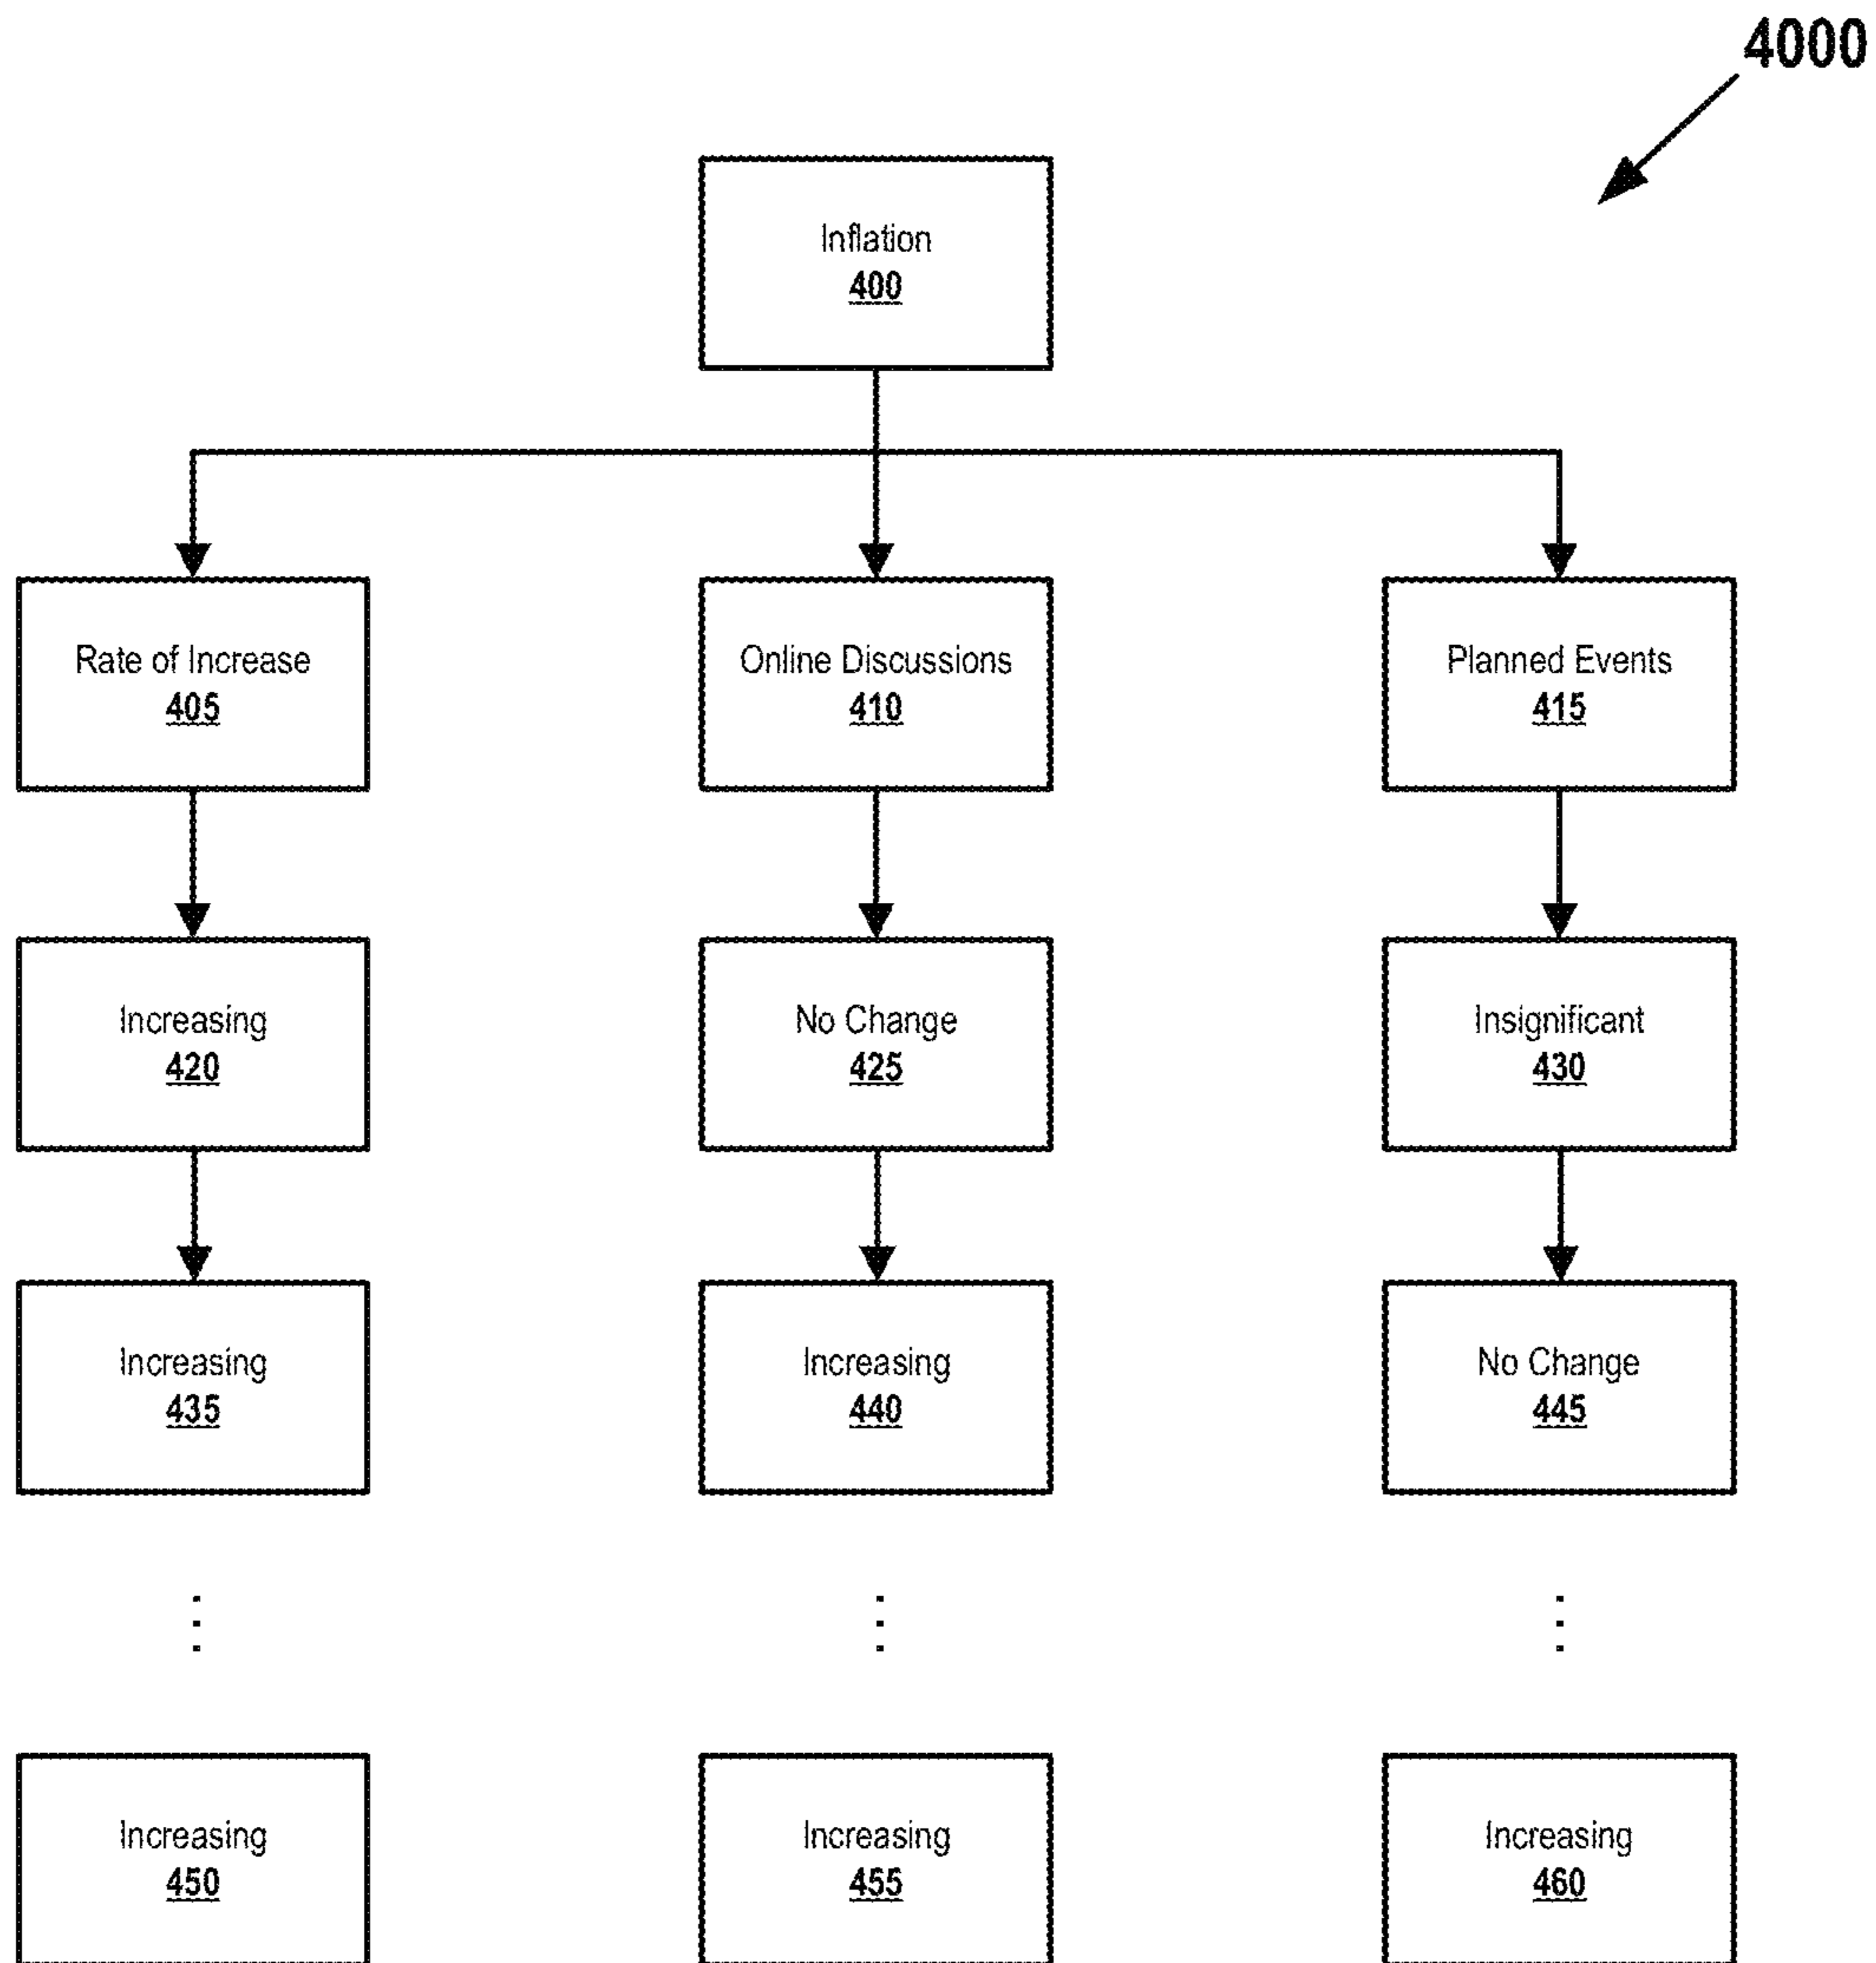 4000
Inflation
400
Rate of Increase
405
Online Discussions
410
Planned Events
415
Increasing
420
No Change
425
Insignificant
430
Increasing
435
Increasing
440
No Change
445
Increasing
450
Increasing
455
Increasing
460